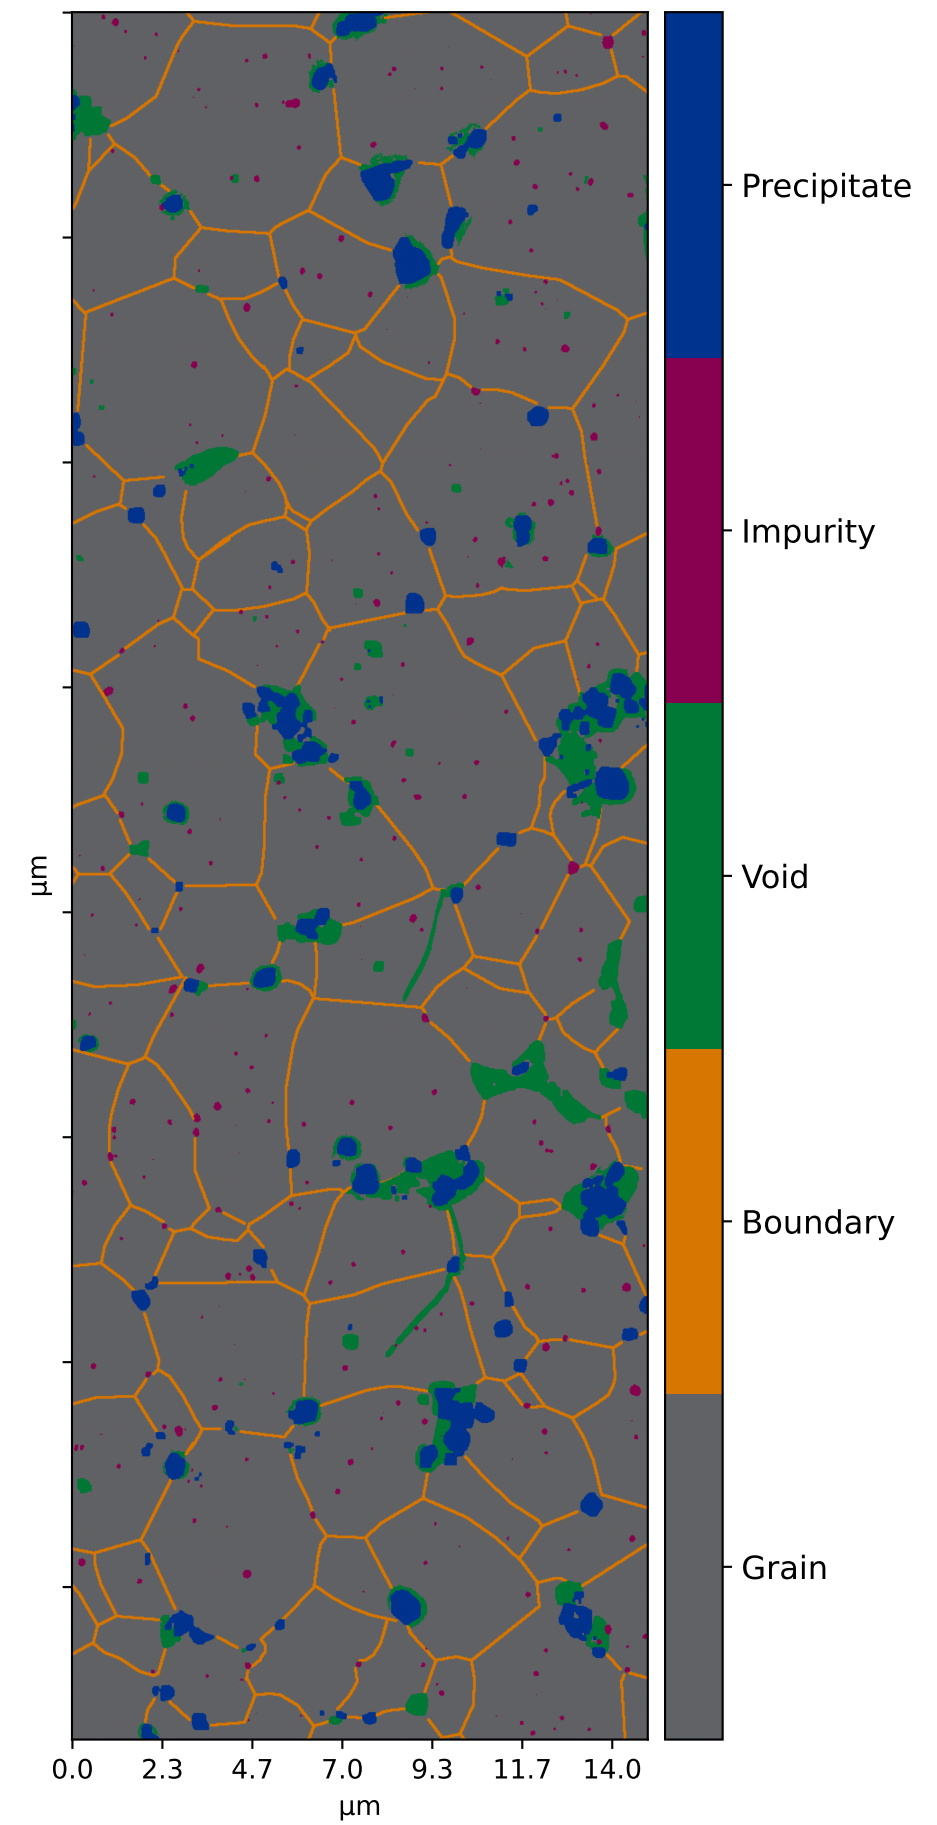 Precipitate
Impurity
Void
Boundary
Grain
µm
0.0 2.3 4.7 7.0 9.3 11.7 14.0
µm